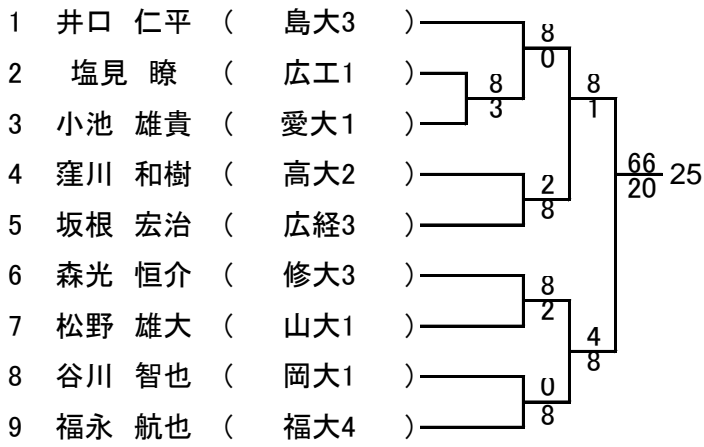 1 井口 仁平 ( 島大3 )
8
0
2 塩見 瞭 ( 広工1 )
8
3
8
1
3 小池 雄貴 ( 愛大1 )
4 窪川 和樹 ( 高大2 )
66
20
25
2
8
5 坂根 宏治 ( 広経3 )
6 森光 恒介 ( 修大3 )
8
2
7 松野 雄大 ( 山大1 )
4
8
8 谷川 智也 ( 岡大1 )
0
8
9 福永 航也 ( 福大4 )